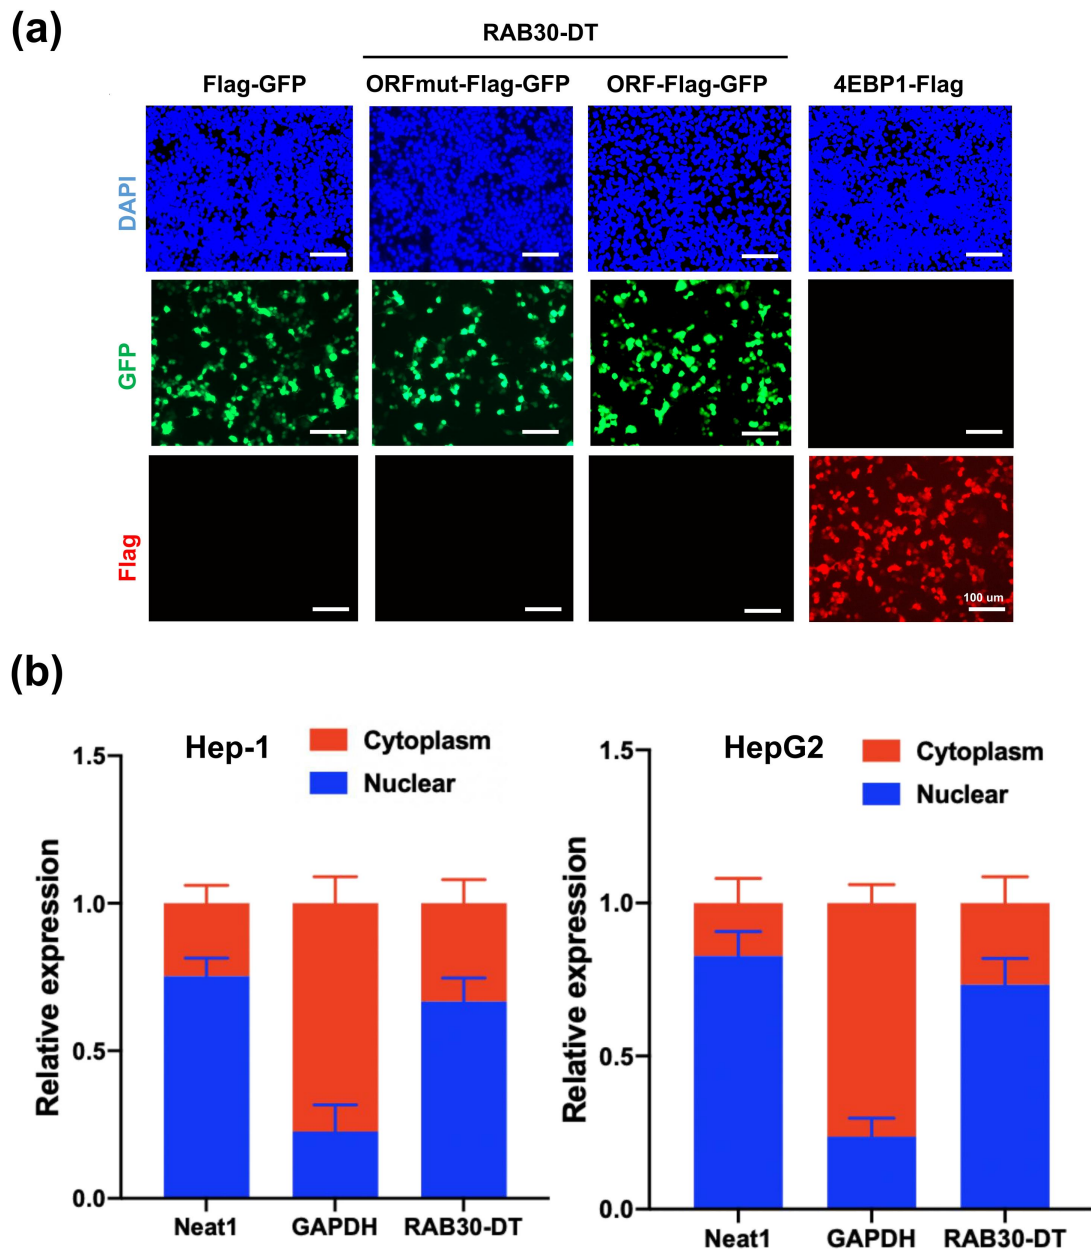 (a)
RAB30-DT
Flag-GFP ORFmut-Flag-GFP ORF-Flag-GFP 4EBP1-Flag
DAPI
GFP
Flag
100 um
(b)
Hep-1
Cytoplasm
Nuclear
Relative expression
1.5
1.0
0.5
0.0
Neat1 GAPDH RAB30-DT
HepG2
Cytoplasm
Nuclear
Relative expression
1.5
1.0
0.5
0.0
Neat1 GAPDH RAB30-DT